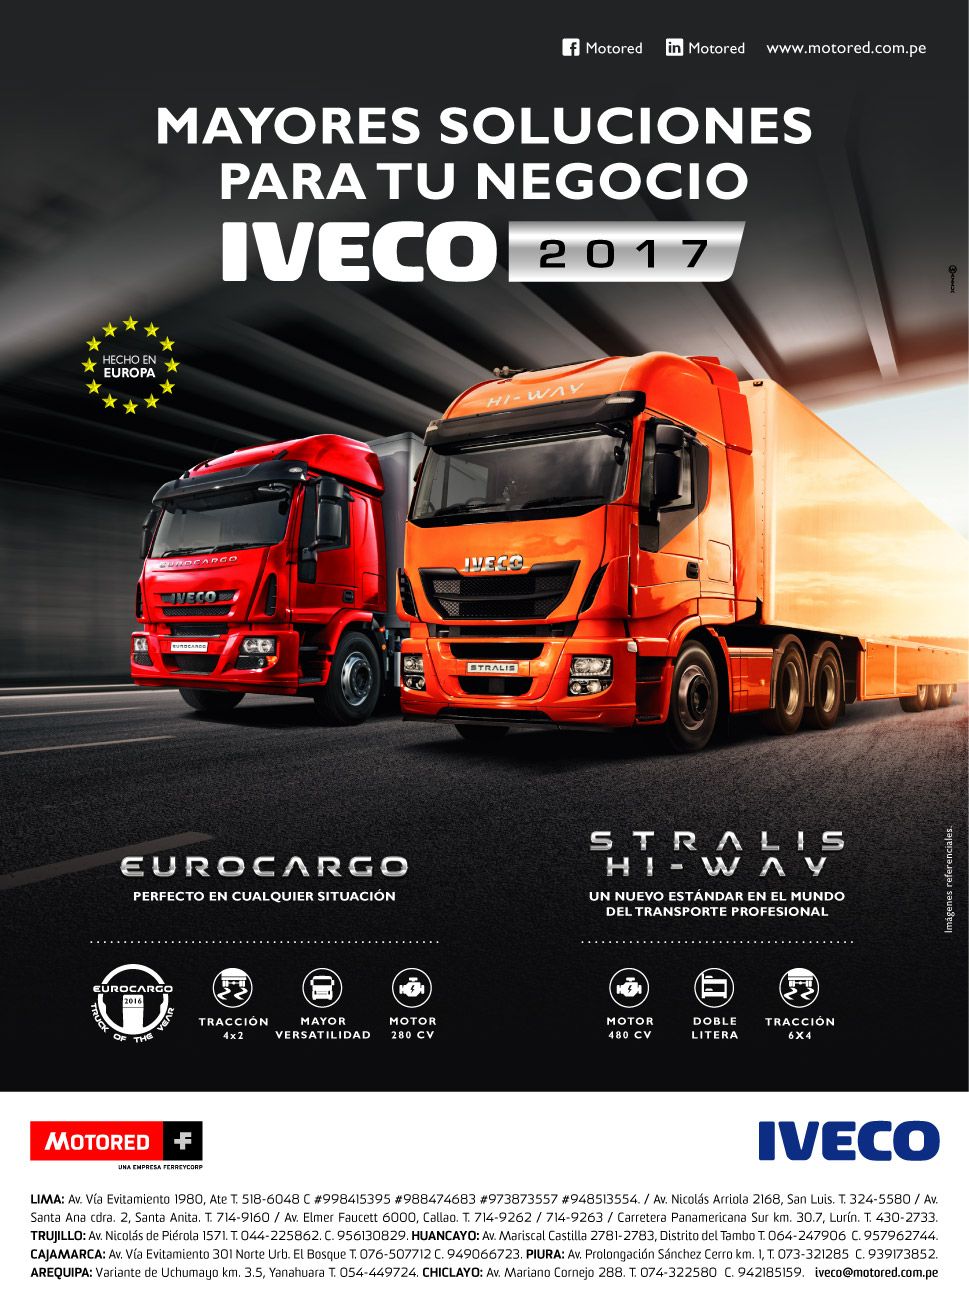 Motored Motored www.motored.com.pe
MAYORES SOLUCIONES
PARA TU NEGOCIO
IVECO 2017
HECHO EN
EUROPA
HI-WAY
EUROCARGO
IVECO
EUROCARGO
IVECO
STRALIS
EUROCARGO
PERFECTO EN CUALQUIER SITUACIÓN
STRALIS
HI-WAY
UN NUEVO ESTÁNDAR EN EL MUNDO
DEL TRANSPORTE PROFESIONAL
Imágenes referenciales.
EUROCARGO
2016
TRUCK OF THE YEAR
TRACCIÓN
4x2
MAYOR
VERSATILIDAD
MOTOR
280 CV
MOTOR
480 CV
DOBLE
LITERA
TRACCIÓN
6X4
MOTORED
UNA EMPRESA FERREYCORP
IVECO
LIMA: Av. Vía Evitamiento 1980, Ate T. 518-6048 C #998415395 #988474683 #973873557 #948513554. / Av. Nicolás Arriola 2168, San Luis. T. 324-5580 / Av.
Santa Ana cdra. 2, Santa Anita. T. 714-9160 / Av. Elmer Faucett 6000, Callao. T. 714-9262 / 714-9263 / Carretera Panamericana Sur km. 30.7, Lurín. T. 430-2733.
TRUJILLO: Av. Nicolás de Piérola 1571. T. 044-225862. C. 956130829. HUANCAYO: Av. Mariscal Castilla 2781-2783, Distrito del Tambo T. 064-247906 C. 957962744.
CAJAMARCA: Av. Vía Evitamiento 301 Norte Urb. El Bosque T. 076-507712 C. 949066723. PIURA: Av. Prolongación Sánchez Cerro km. 1, T. 073-321285 C. 939173852.
AREQUIPA: Variante de Uchumayo km. 3.5, Yanahuara T. 054-449724. CHICLAYO: Av. Mariano Cornejo 288. T. 074-322580 C. 942185159. iveco@motored.com.pe